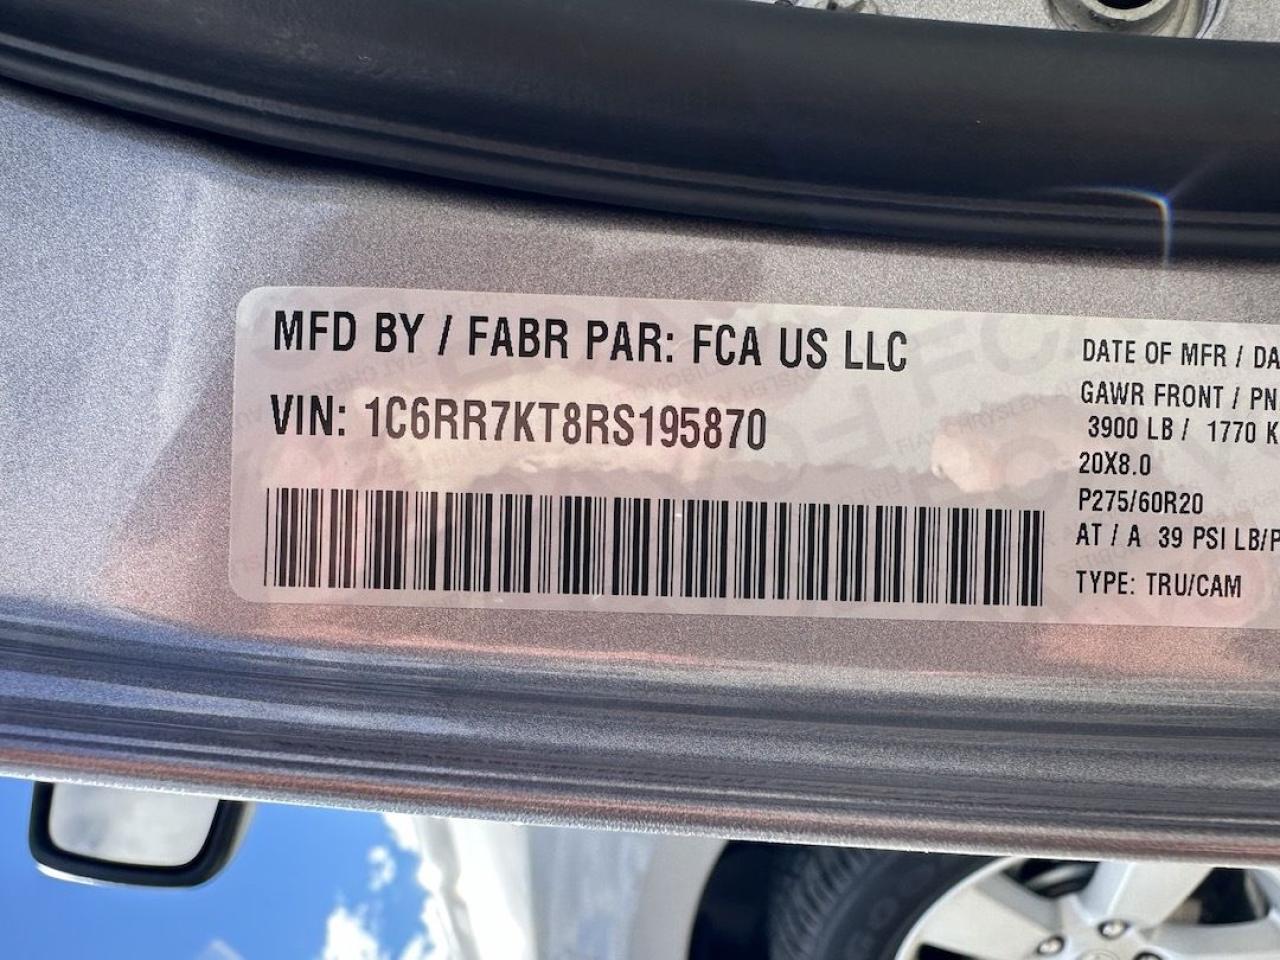 MFD BY / FABR PAR: FCA US LLC
VIN: 1C6RR7KT8RS195870
DATE OF MFR / DA
GAWR FRONT / PN
3900 LB / 1770 K
20X8.0
P275/60R20
AT / A 39 PSI LB/P
TYPE: TRU/CAM